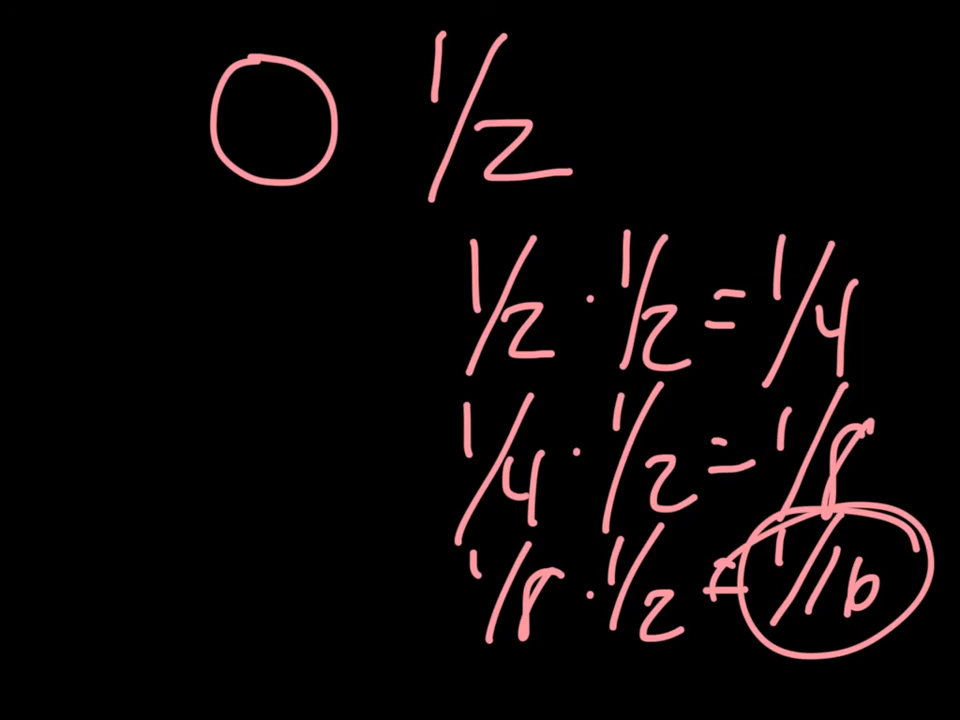 1/2
1/2 · 1/2 = 1/4
1/4 · 1/2 = 1/8
1/8 · 1/2 = 1/16